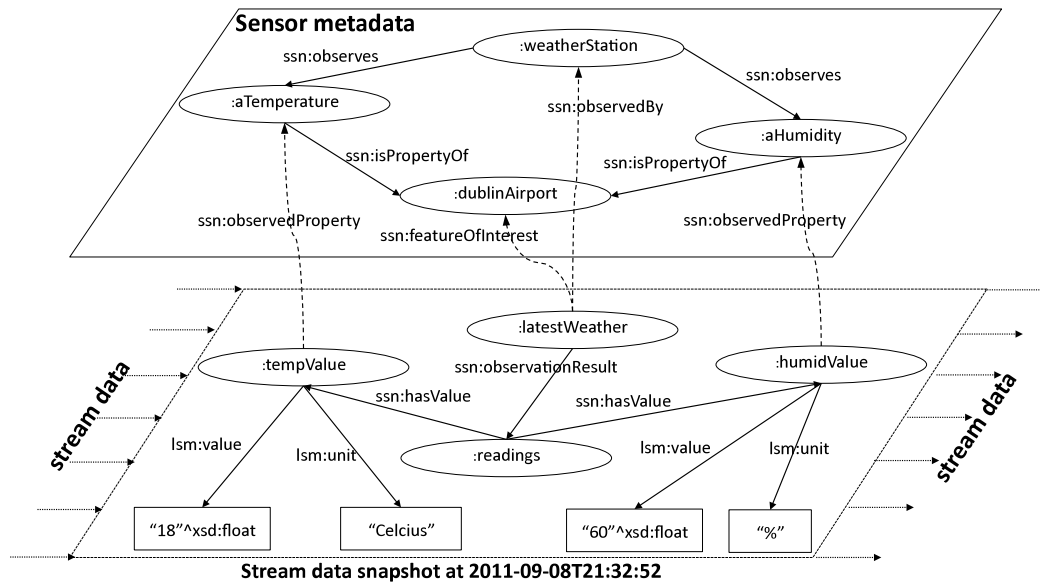 Sensor metadata
:weatherStation
ssn:observes
ssn:observes
:aTemperature
ssn:observedBy
:aHumidity
ssn:isPropertyOf
ssn:isPropertyOf
:dublinAirport
ssn:observedProperty
ssn:featureOfInterest
ssn:observedProperty
:latestWeather
:tempValue
ssn:observationResult
:humidValue
stream data
stream data
ssn:hasValue
ssn:hasValue
lsm:value
lsm:unit
:readings
lsm:value
lsm:unit
“18”^xsd:float
“Celcius”
“60”^xsd:float
“%”
Stream data snapshot at 2011-09-08T21:32:52